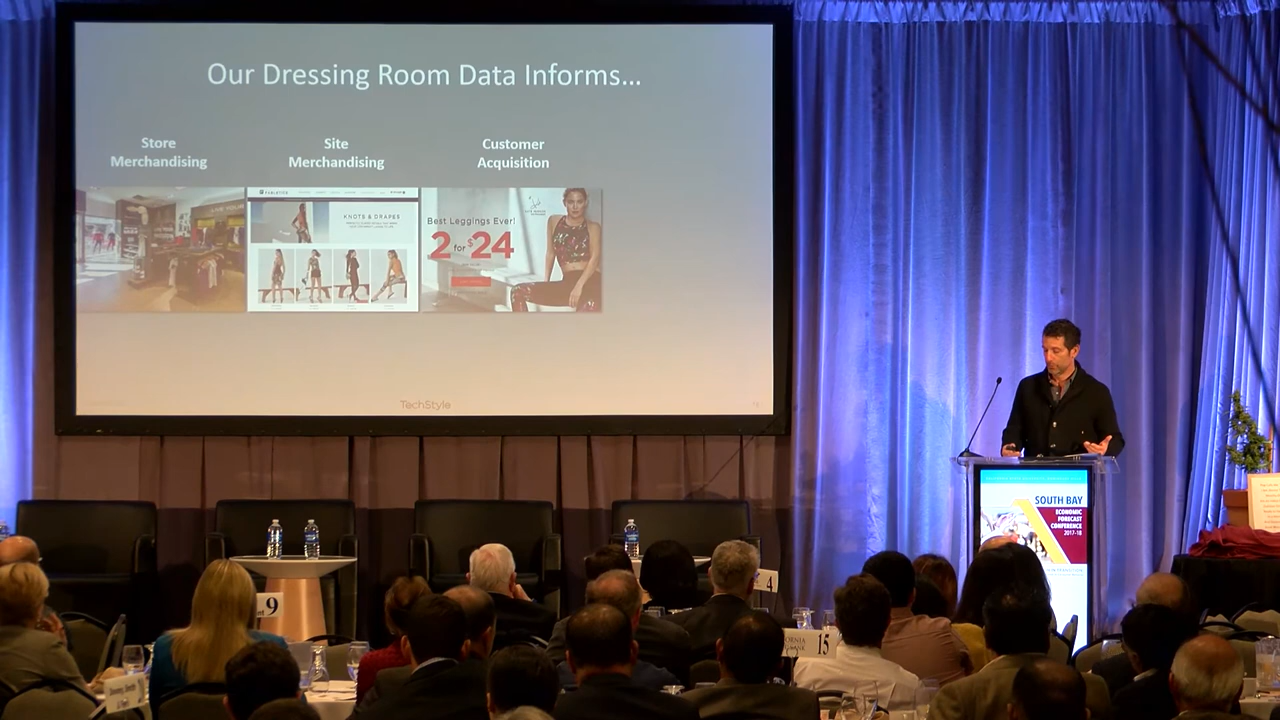 Our Dressing Room Data Informs...
Store
Merchandising
Site
Merchandising
Customer
Acquisition
FABLETICS
KNOTS & DRAPES
Best Leggings Ever!
2 for $24
TechStyle
SOUTH BAY
ECONOMIC
FORECAST
CONFERENCE
2017-18
9
4
15